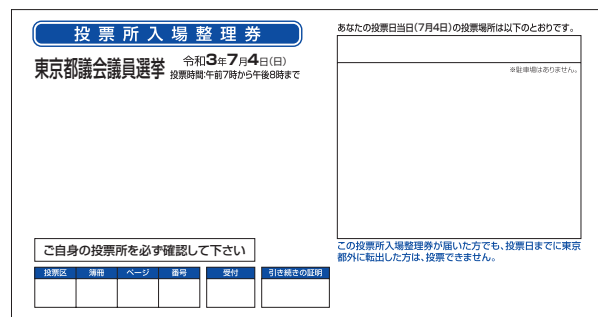 投票所入場整理券
東京都議会議員選挙
令和3年7月4日(日)
投票時間:午前7時から午後8時まで
ご自身の投票所を必ず確認して下さい
投票区 簿冊 ページ 番号 受付 引き続きの証明
あなたの投票日当日(7月4日)の投票場所は以下のとおりです。
※駐車場はありません。
この投票所入場整理券が届いた方でも、投票日までに東京
都外に転出した方は、投票できません。